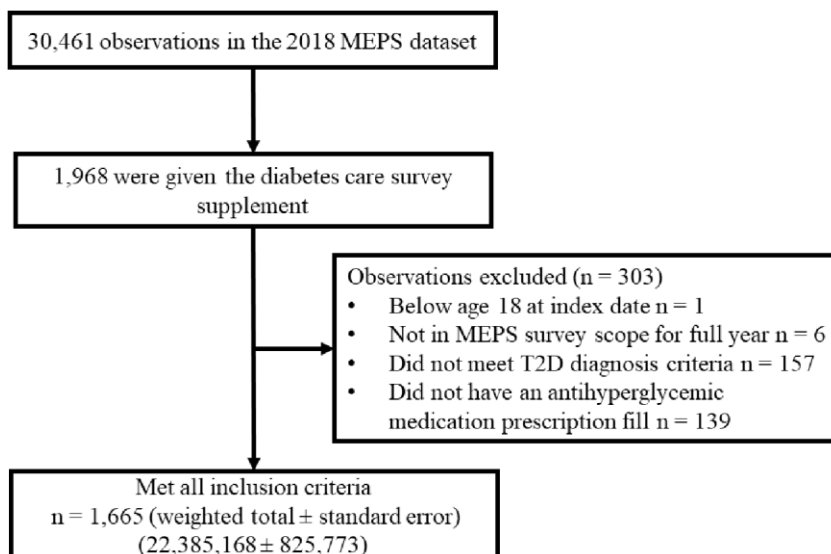 30,461 observations in the 2018 MEPS dataset
1,968 were given the diabetes care survey
supplement
Observations excluded (n = 303)
• Below age 18 at index date n = 1
• Not in MEPS survey scope for full year n = 6
• Did not meet T2D diagnosis criteria n = 157
• Did not have an antihyperglycemic
medication prescription fill n = 139
Met all inclusion criteria
n = 1,665 (weighted total ± standard error)
(22,385,168 ± 825,773)